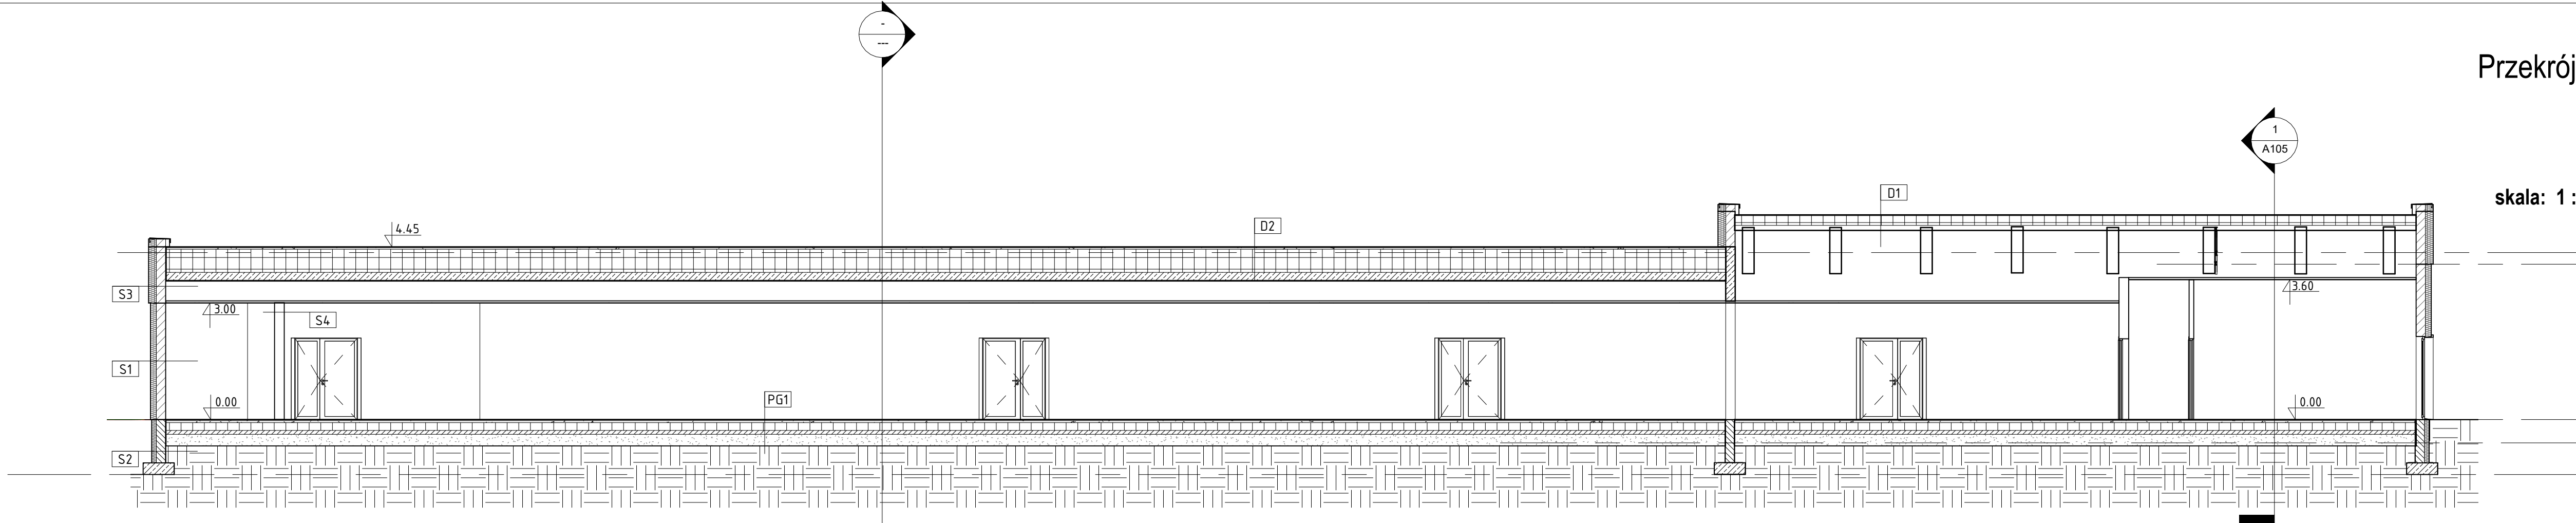 -
---
Przekrój
1
A105
skala: 1 :
D1
4.45
D2
S3
3.00
3.60
S4
S1
PG1
0.00
0.00
S2